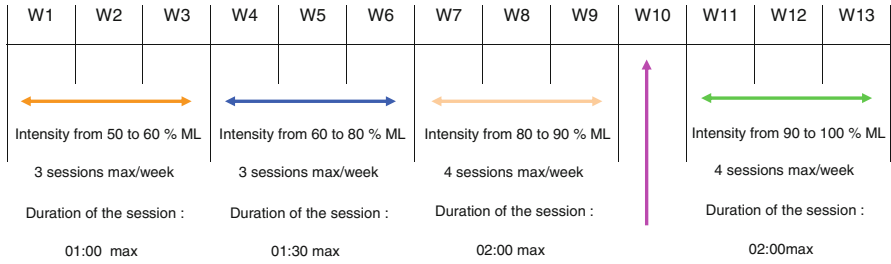 W1 W2 W3 W4 W5 W6 W7 W8 W9 W10 W11 W12 W13
Intensity from 50 to 60 % ML
3 sessions max/week
Duration of the session :
01:00 max
Intensity from 60 to 80 % ML
3 sessions max/week
Duration of the session :
01:30 max
Intensity from 80 to 90 % ML
4 sessions max/week
Duration of the session :
02:00 max
Intensity from 90 to 100 % ML
4 sessions max/week
Duration of the session :
02:00max